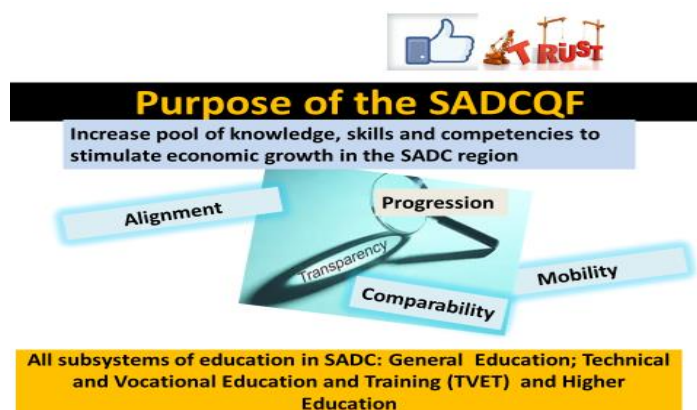 TRUST
Purpose of the SADCQF
Increase pool of knowledge, skills and competencies to
stimulate economic growth in the SADC region
Alignment
Progression
Transparency
Comparability
Mobility
All subsystems of education in SADC: General Education; Technical
and Vocational Education and Training (TVET) and Higher
Education